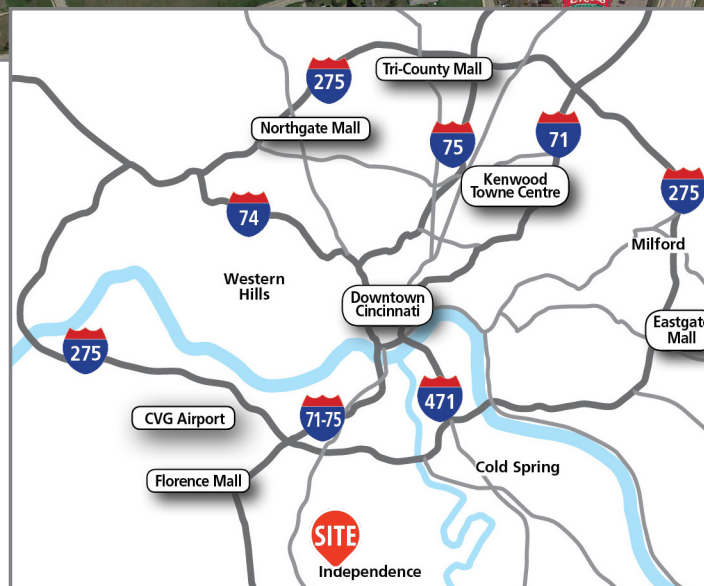 275
Tri-County Mall
Northgate Mall
75
71
Kenwood
Towne Centre
275
74
Milford
Western
Hills
Downtown
Cincinnati
Eastgate
Mall
275
471
71-75
CVG Airport
Cold Spring
Florence Mall
SITE
Independence